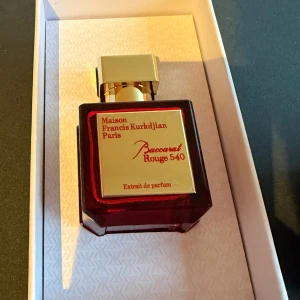 Maison
Francis Kurkdjian
Paris
Baccarat
Rouge 540
Extrait de parfum